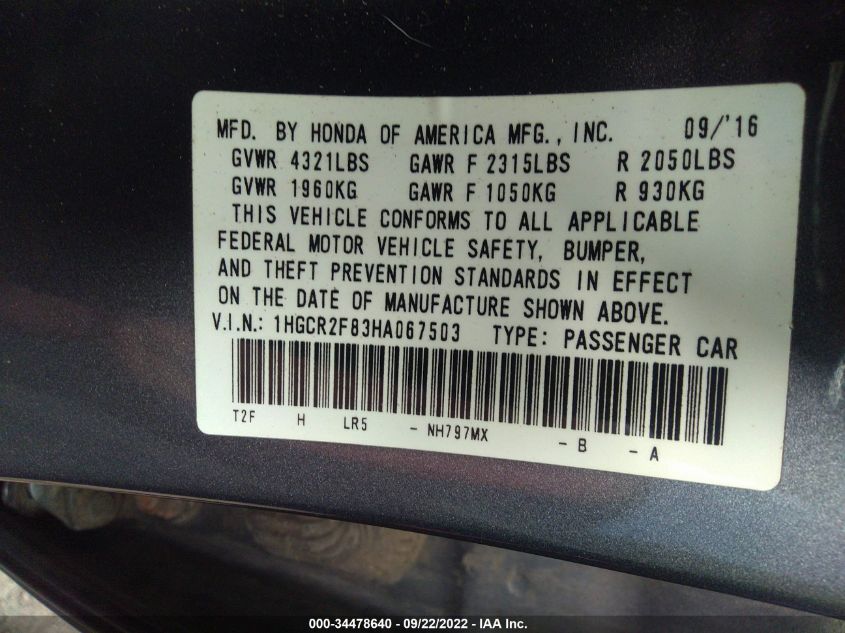 MFD. BY HONDA OF AMERICA MFG., INC. 09/'16
GVWR 4321LBS GAWR F 2315LBS R 2050LBS
GVWR 1960KG GAWR F 1050KG R 930KG
THIS VEHICLE CONFORMS TO ALL APPLICABLE
FEDERAL MOTOR VEHICLE SAFETY, BUMPER,
AND THEFT PREVENTION STANDARDS IN EFFECT
ON THE DATE OF MANUFACTURE SHOWN ABOVE.
V.I.N.: 1HGCR2F83HA067503 TYPE: PASSENGER CAR
T2F H LR5 - NH797MX - B - A
000-34478640 / 09/22/2022 - IAA Inc.